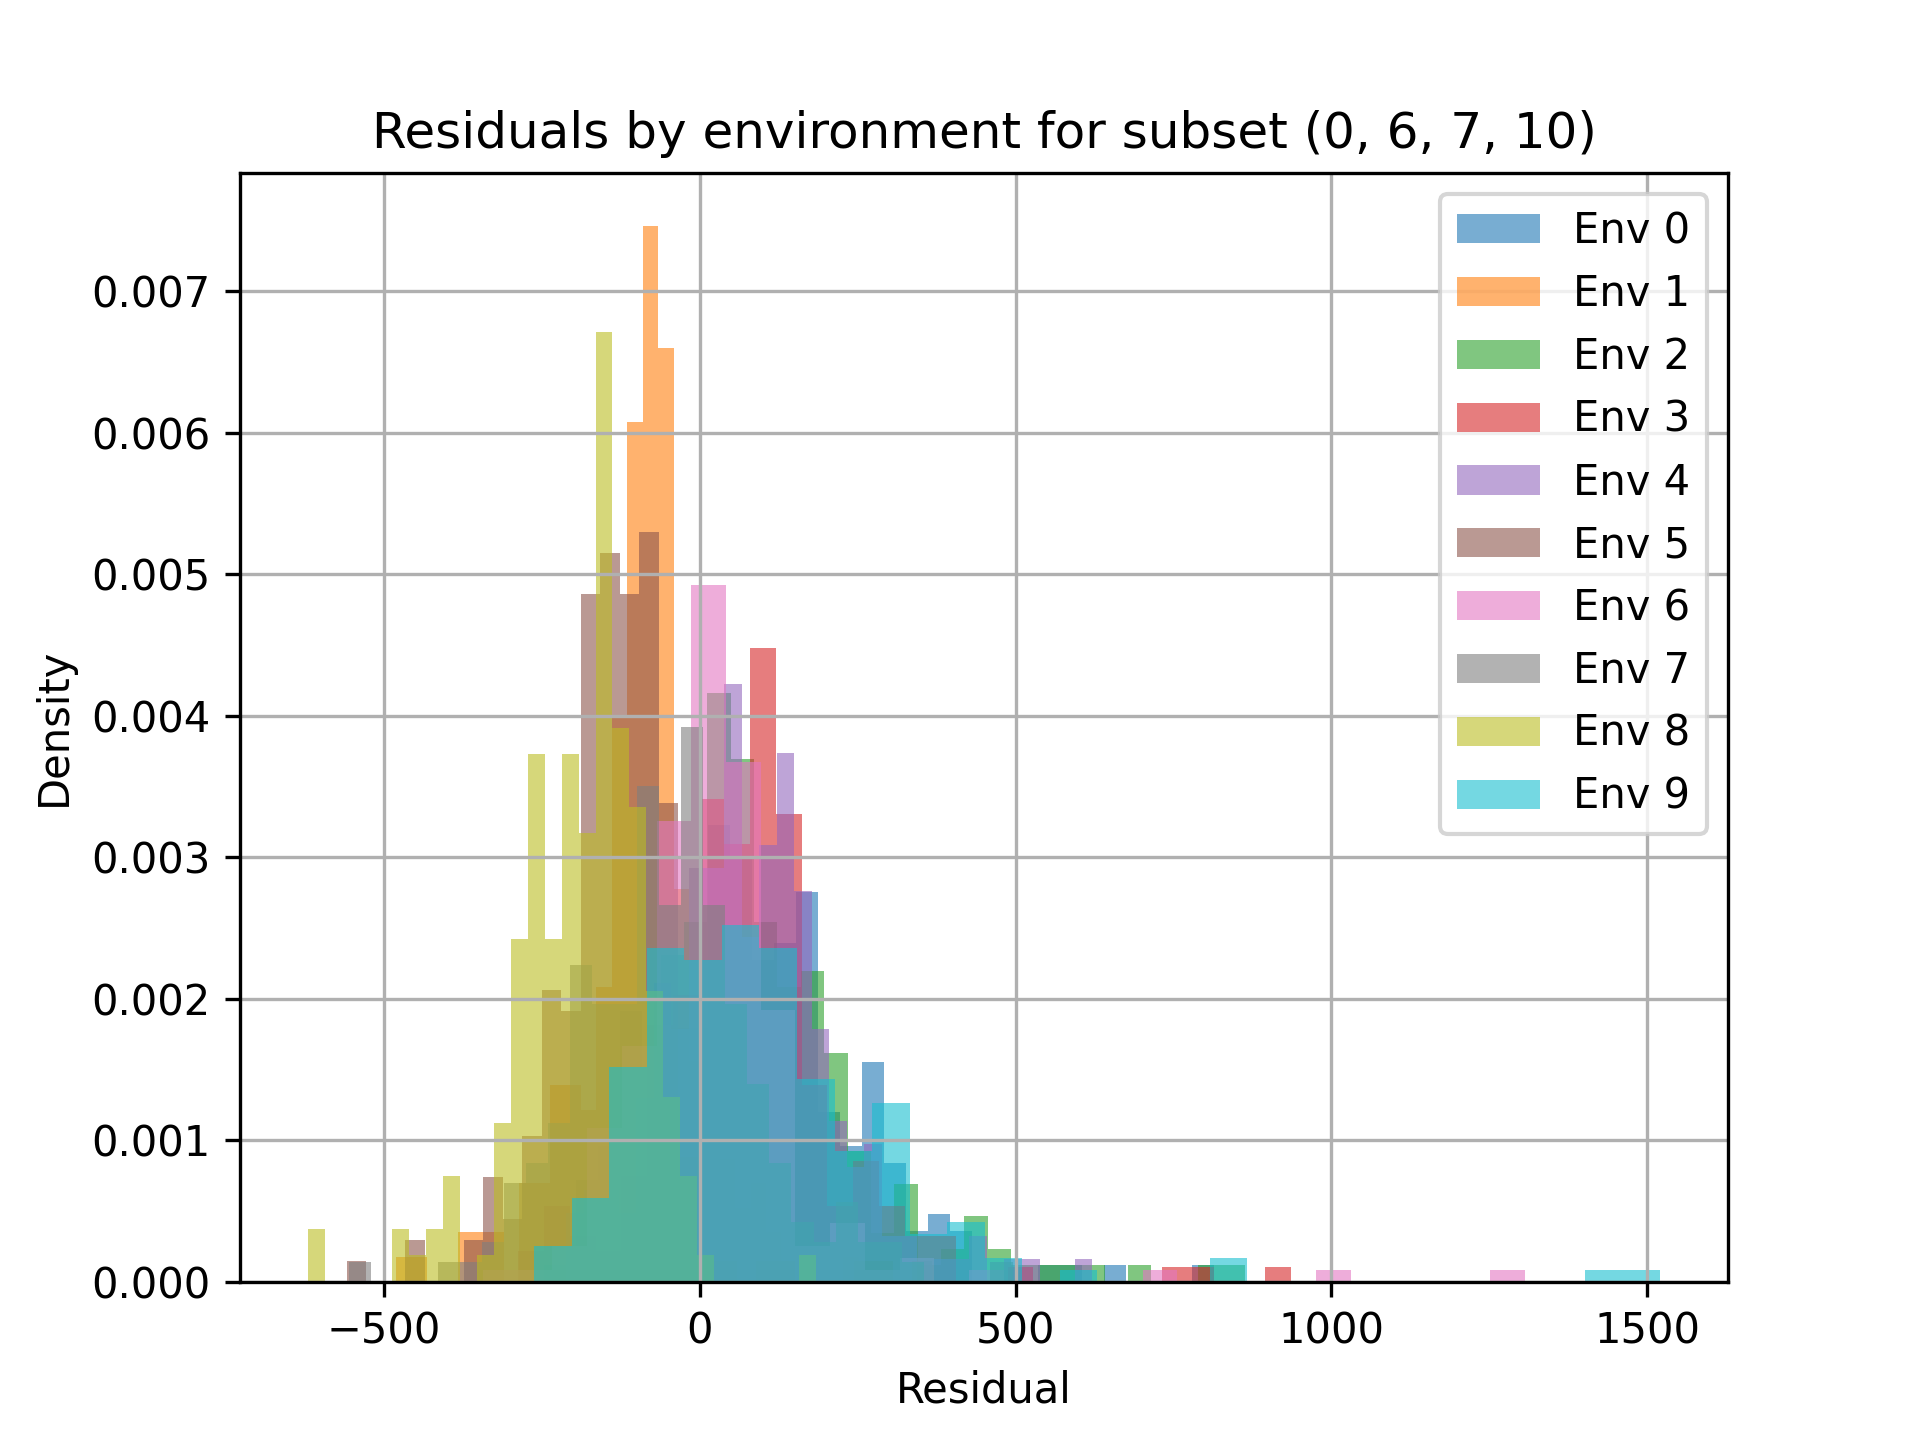 Residuals by environment for subset (0, 6, 7, 10)
Env 0
Env 1
Env 2
Env 3
Env 4
Env 5
Env 6
Env 7
Env 8
Env 9
Density
0.007
0.006
0.005
0.004
0.003
0.002
0.001
0.000
−500 0 500 1000 1500
Residual